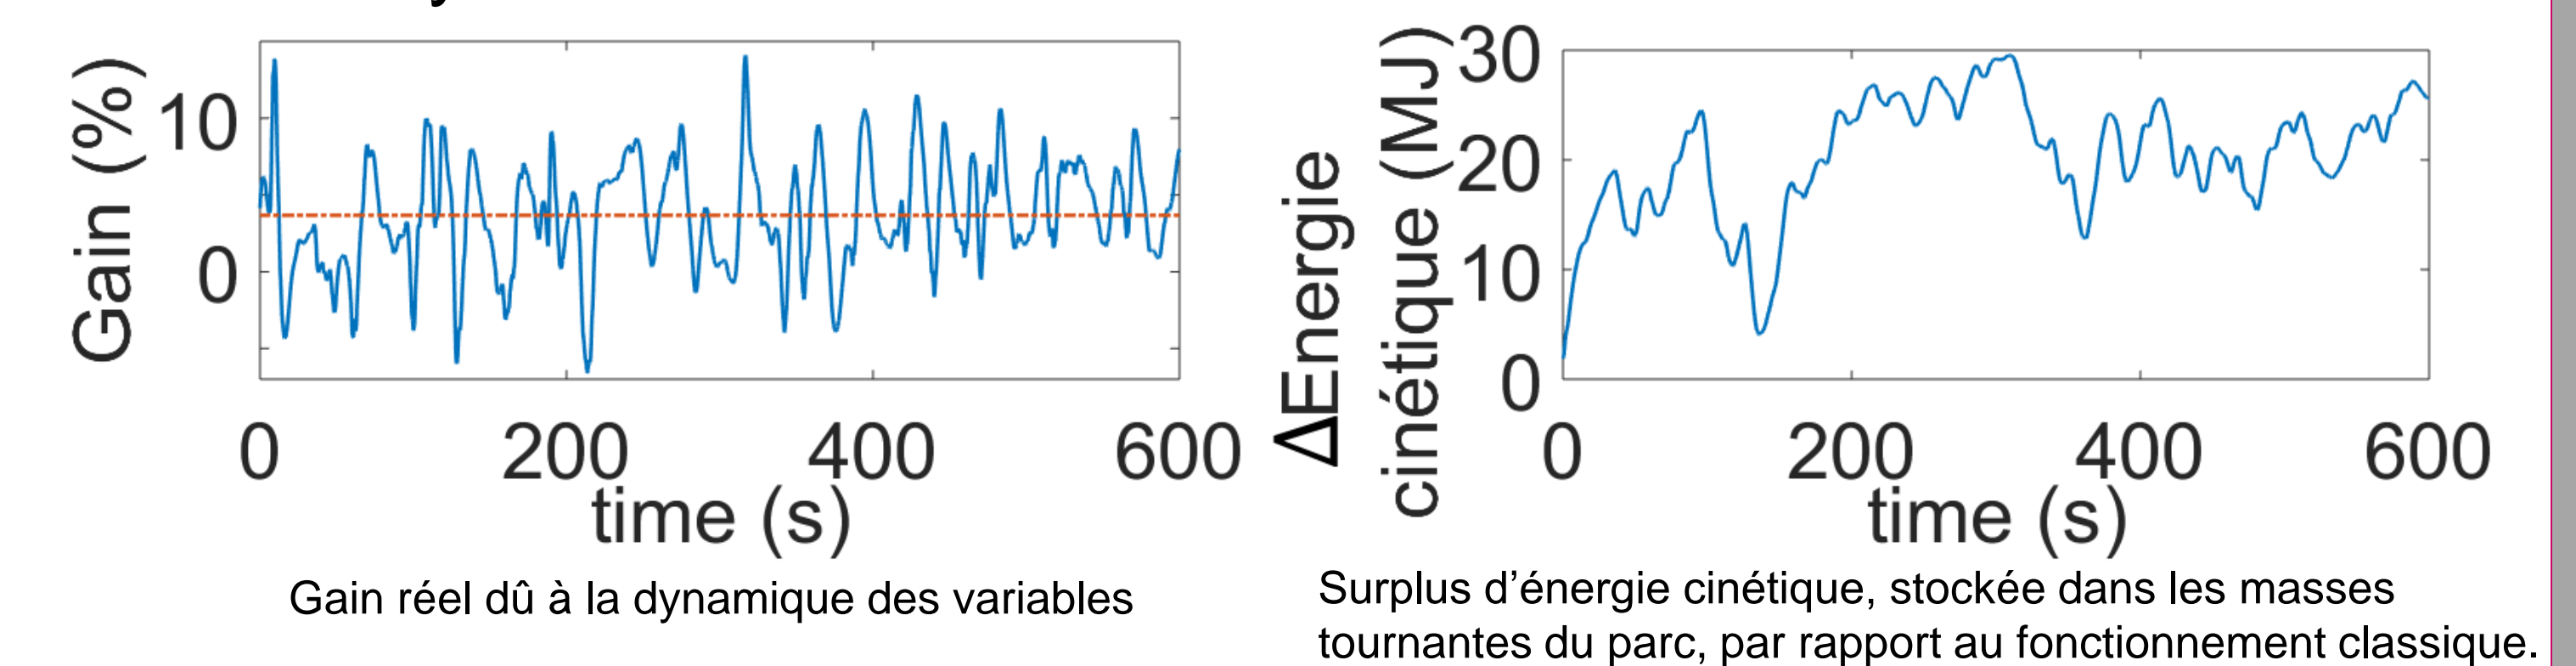 Gain (%)
10
0
0 200 400 600
time (s)
Gain réel dû à la dynamique des variables
ΔEnergie
cinétique (MJ)
30
20
10
0
0 200 400 600
time (s)
Surplus d’énergie cinétique, stockée dans les masses
tournantes du parc, par rapport au fonctionnement classique.